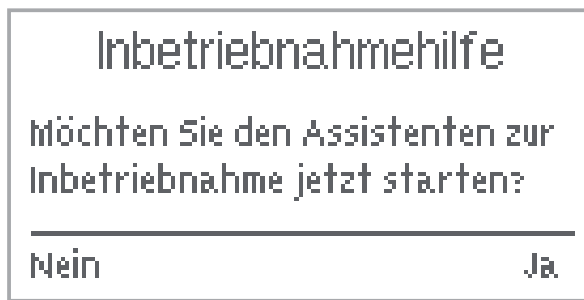 Inbetriebnahmehilfe
Möchten Sie den Assistenten zur
Inbetriebnahme jetzt starten?
Nein Ja